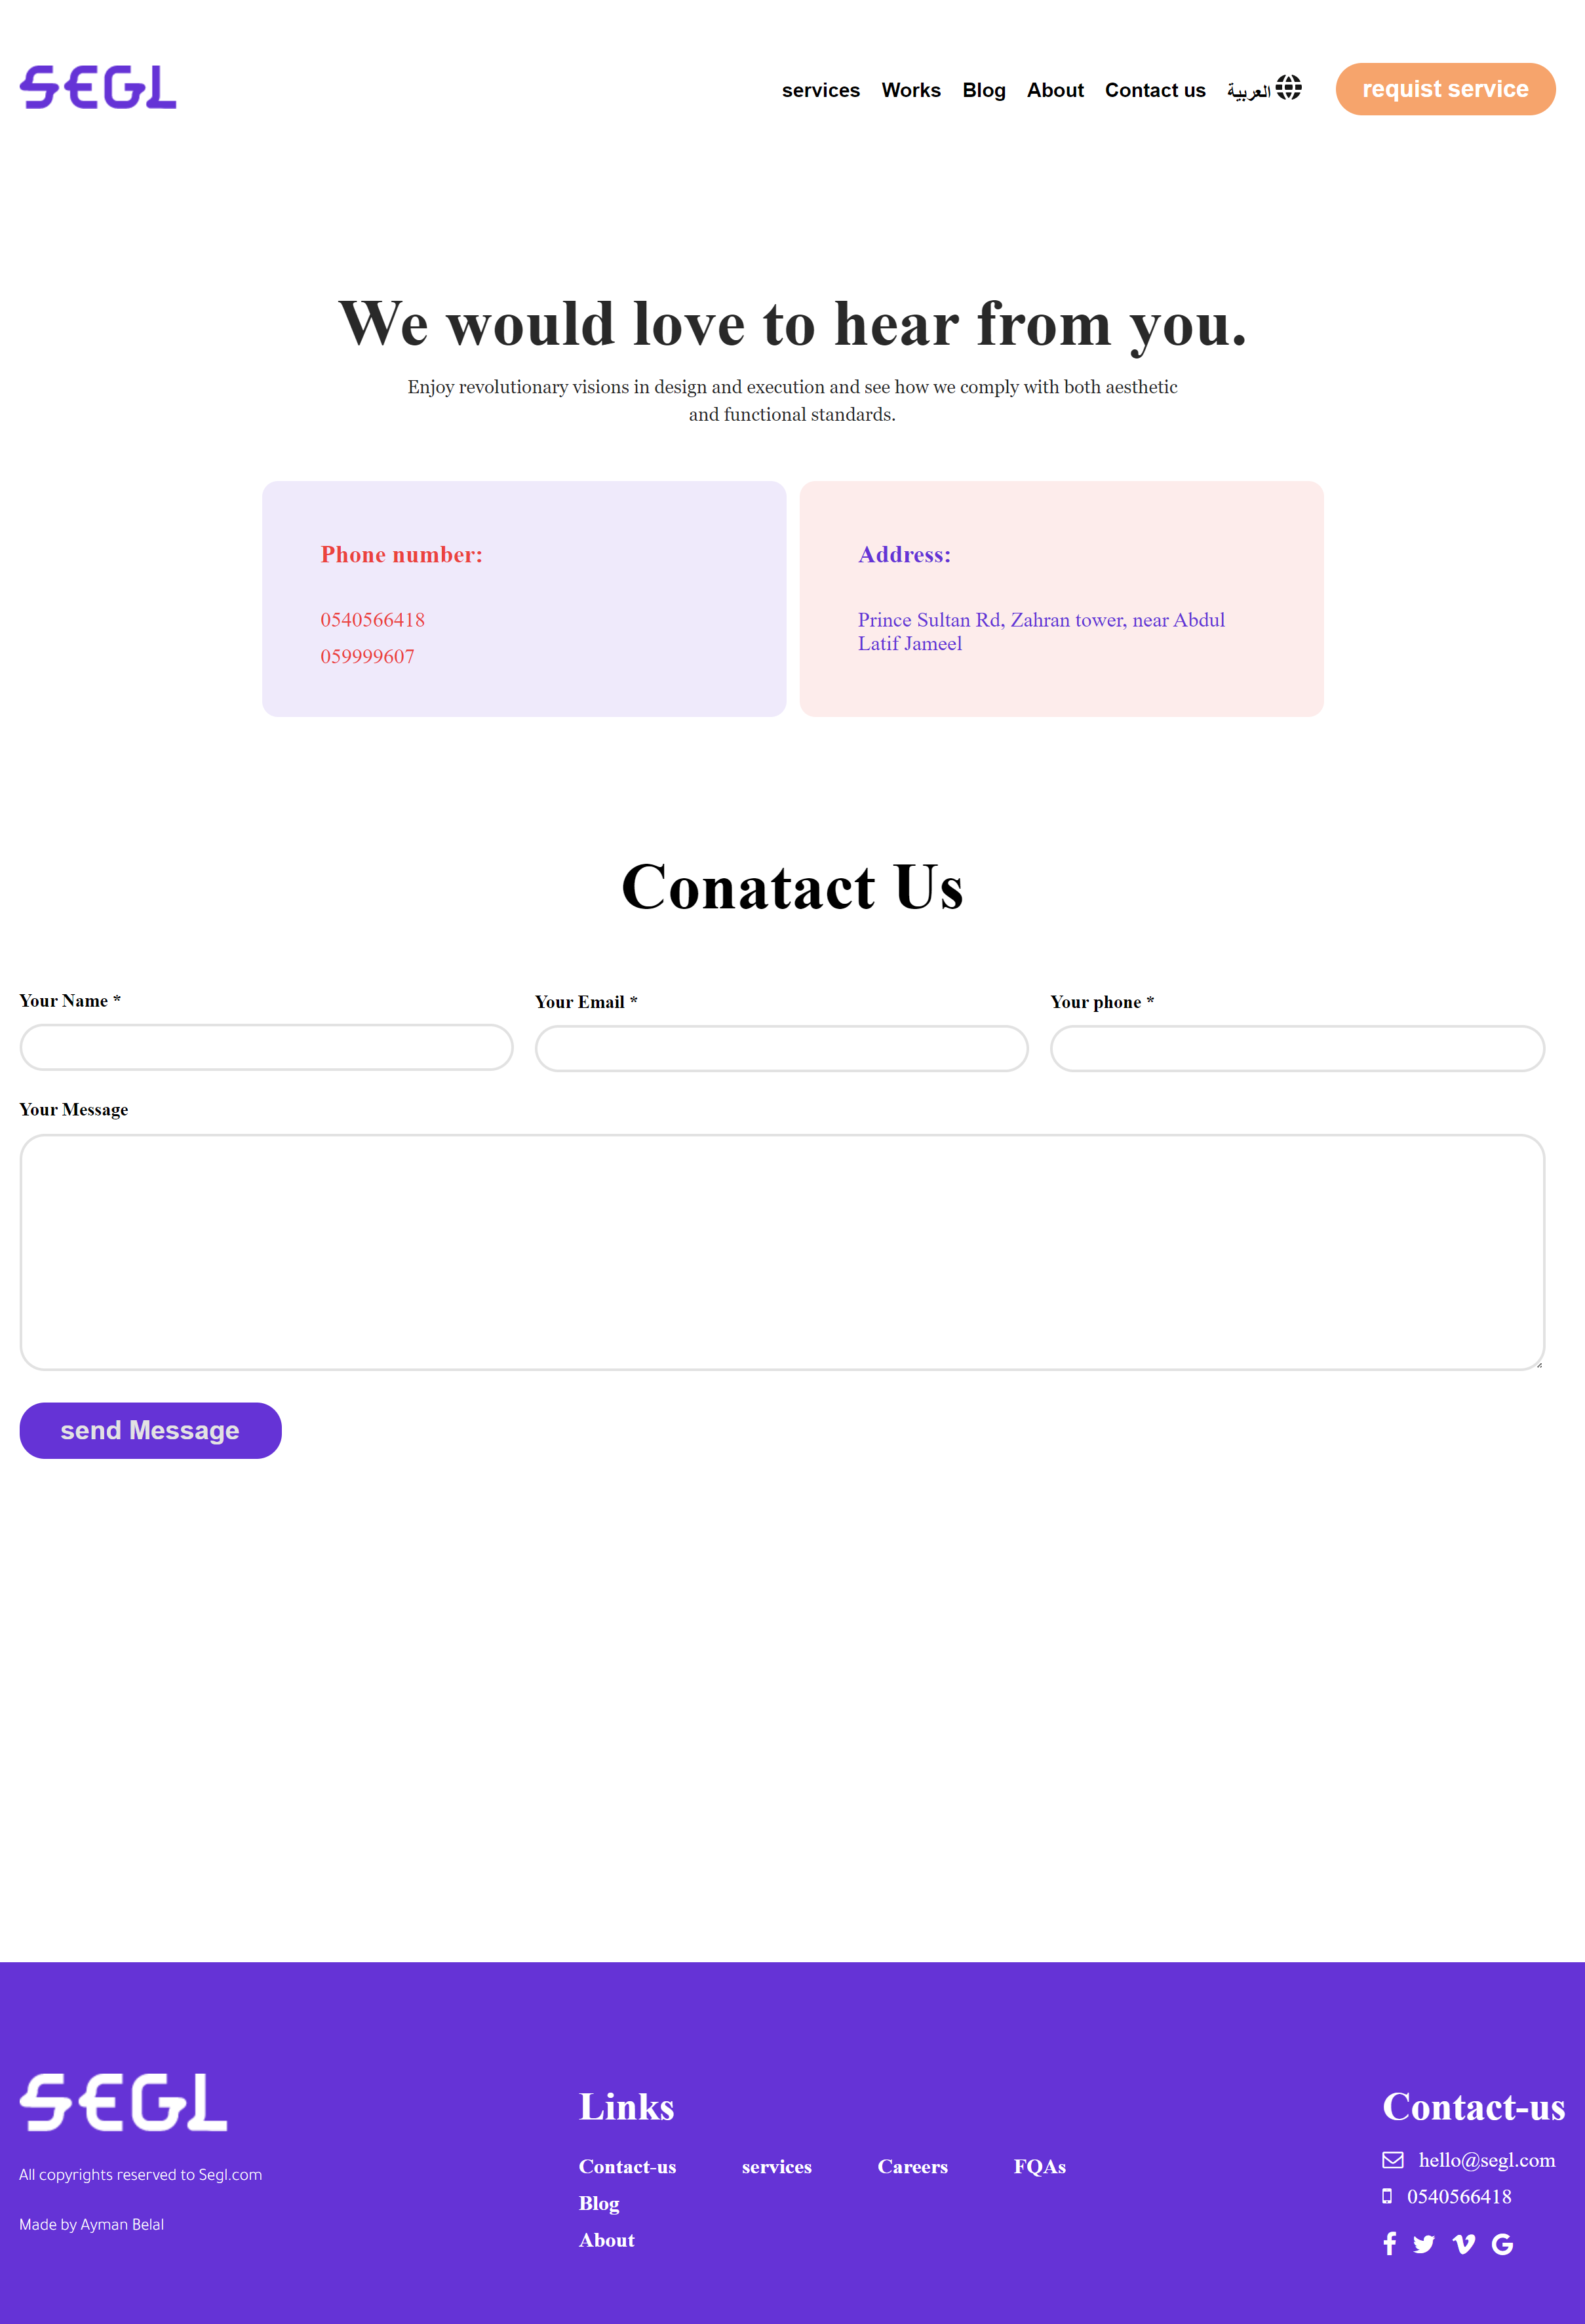 SEGL
services Works Blog About Contact us العربية requist service
We would love to hear from you.
Enjoy revolutionary visions in design and execution and see how we comply with both aesthetic
and functional standards.
Phone number:
0540566418
059999607
Address:
Prince Sultan Rd, Zahran tower, near Abdul
Latif Jameel
Conatact Us
Your Name * Your Email * Your phone *
Your Message
send Message
SEGL
All copyrights reserved to Segl.com
Made by Ayman Belal
Links
Contact-us services Careers FQAs
Blog
About
Contact-us
hello@segl.com
0540566418